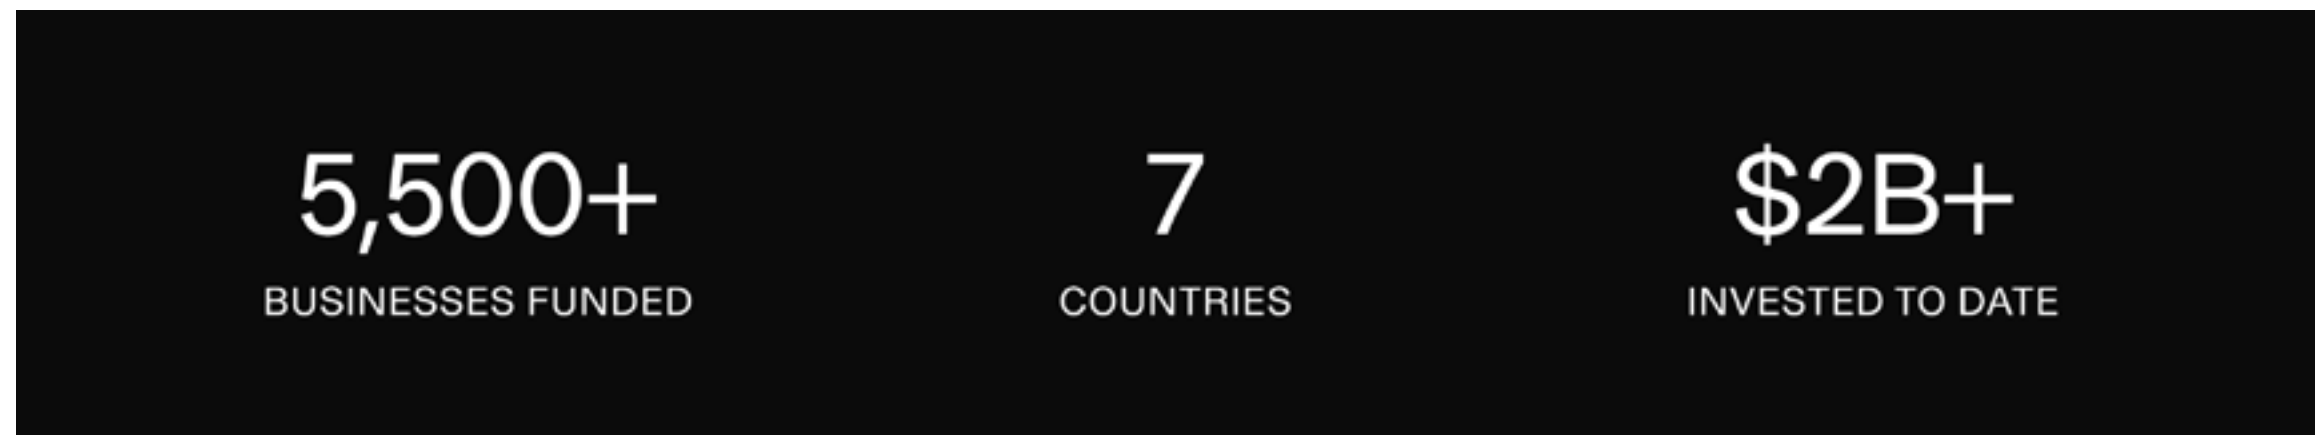 5,500+
BUSINESSES FUNDED
7
COUNTRIES
$2B+
INVESTED TO DATE